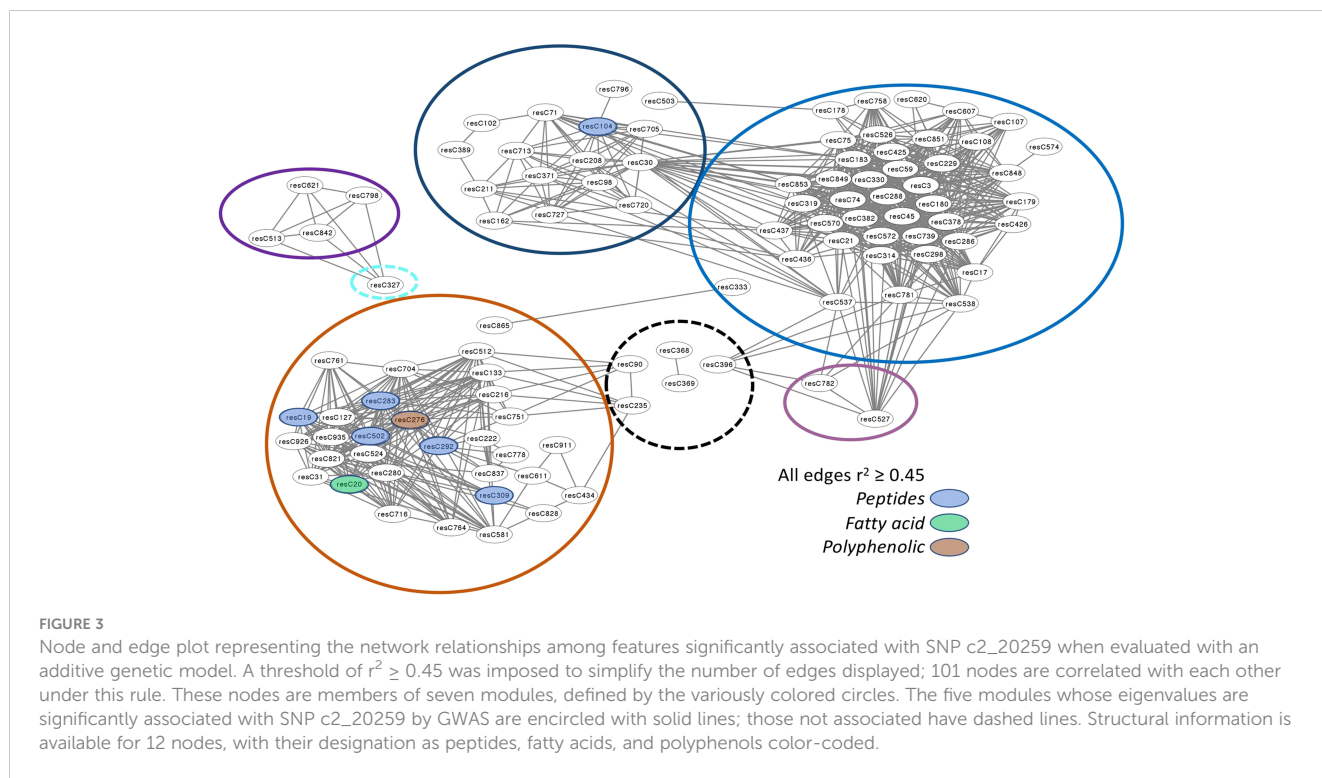 resC796
resC503
resC71
resC102
resC104
resC705
resC389
resC713
resC208
resC30
resC371
resC98
resC211
resC720
resC162
resC727
resC178
resC758
resC620
resC607
resC107
resC75
resC526
resC851
resC108
resC574
resC183
resC425
resC229
resC59
resC848
resC853
resC849
resC330
resC3
resC319
resC74
resC288
resC180
resC179
resC570
resC382
resC45
resC378
resC426
resC437
resC21
resC572
resC739
resC286
resC436
resC314
resC298
resC17
resC537
resC781
resC538
resC621
resC798
resC513
resC842
resC327
resC333
resC865
resC368
resC90
resC396
resC369
resC235
resC782
resC527
resC512
resC761
resC704
resC133
resC283
resC216
resC19
resC127
resC276
resC751
resC926
resC935
resC502
resC222
resC292
resC911
resC821
resC524
resC778
resC31
resC280
resC837
resC611
resC20
resC309
resC434
resC716
resC764
resC581
resC828
All edges r² ≥ 0.45
Peptides
Fatty acid
Polyphenolic
FIGURE 3
Node and edge plot representing the network relationships among features significantly associated with SNP c2_20259 when evaluated with an
additive genetic model. A threshold of r² ≥ 0.45 was imposed to simplify the number of edges displayed; 101 nodes are correlated with each other
under this rule. These nodes are members of seven modules, defined by the variously colored circles. The five modules whose eigenvalues are
significantly associated with SNP c2_20259 by GWAS are encircled with solid lines; those not associated have dashed lines. Structural information is
available for 12 nodes, with their designation as peptides, fatty acids, and polyphenols color-coded.